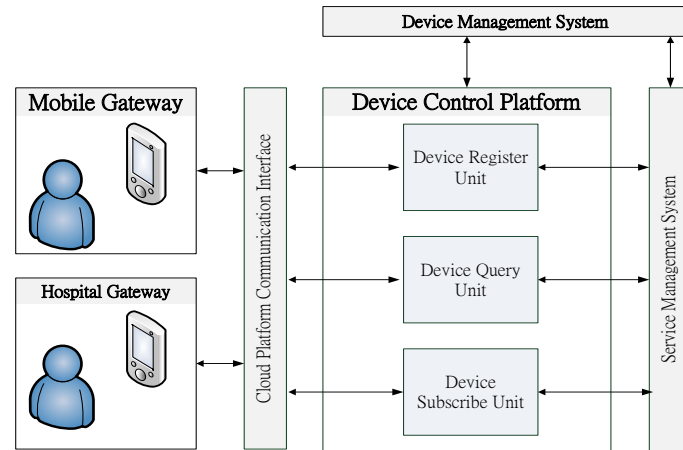 Device Management System
Mobile Gateway
Hospital Gateway
Cloud Platform Communication Interface
Device Control Platform
Device Register
Unit
Device Query
Unit
Device
Subscribe Unit
Service Management System